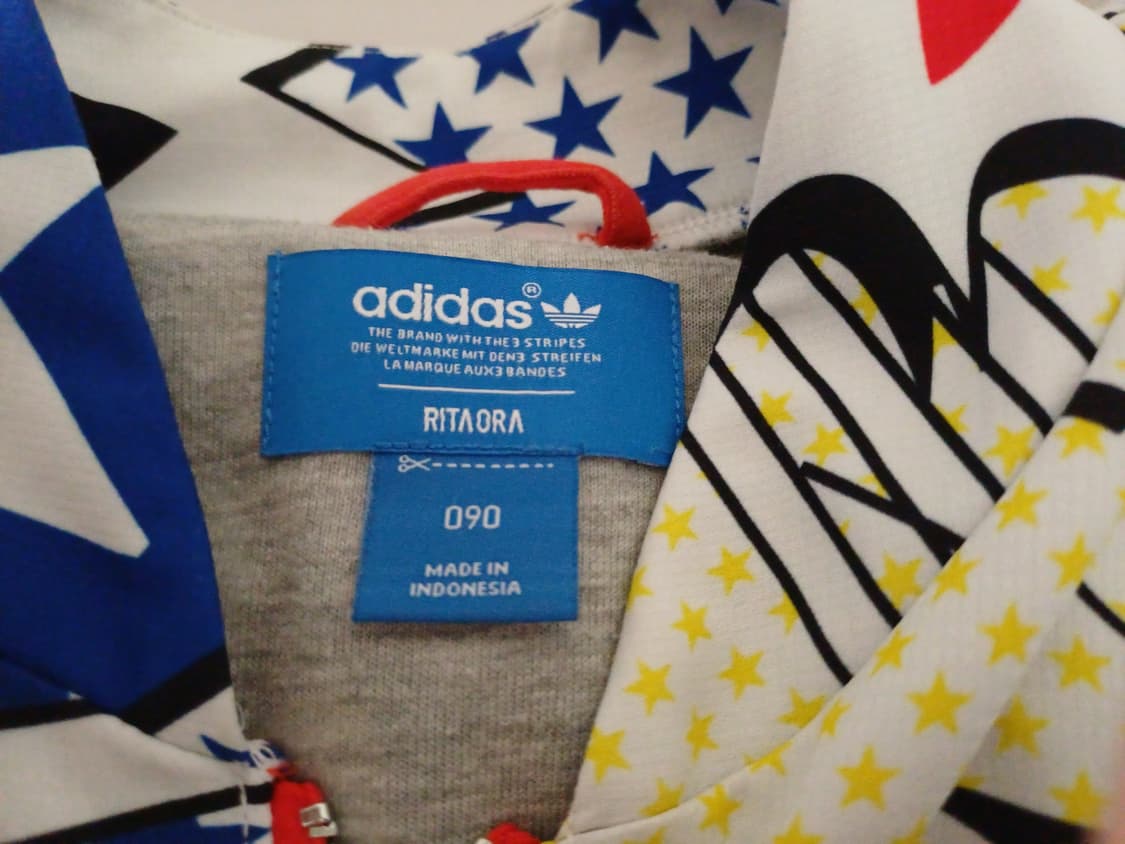 adidas®
THE BRAND WITH THE 3 STRIPES
DIE WELTMARKE MIT DEN 3 STREIFEN
LA MARQUE AUX 3 BANDES
RITA ORA
090
MADE IN
INDONESIA